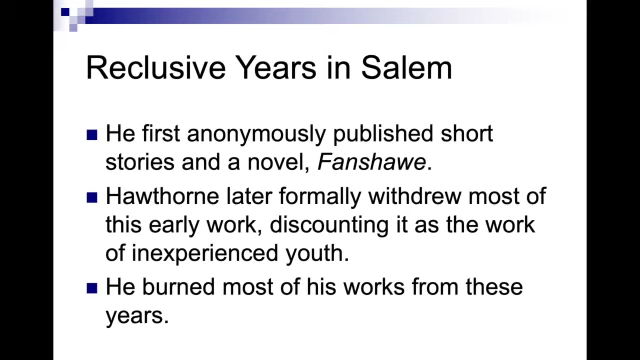 Reclusive Years in Salem
He first anonymously published short
stories and a novel, Fanshawe.
Hawthorne later formally withdrew most of
this early work, discounting it as the work
of inexperienced youth.
He burned most of his works from these
years.